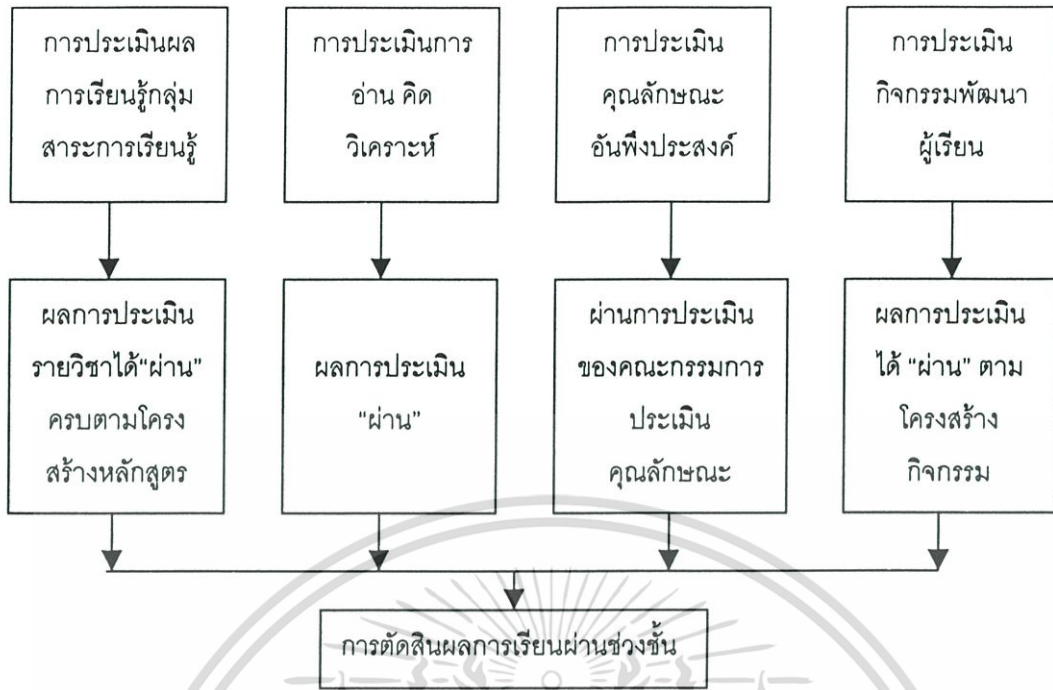 การประเมินผล
การเรียนรู้กลุ่ม
สาระการเรียนรู้
การประเมินการ
อ่าน คิด
วิเคราะห์
การประเมิน
คุณลักษณะ
อันพึงประสงค์
การประเมิน
กิจกรรมพัฒนา
ผู้เรียน
ผลการประเมิน
รายวิชาได้“ผ่าน”
ครบตามโครง
สร้างหลักสูตร
ผลการประเมิน
“ผ่าน”
ผ่านการประเมิน
ของคณะกรรมการ
ประเมิน
คุณลักษณะ
ผลการประเมิน
ได้ “ผ่าน” ตาม
โครงสร้าง
กิจกรรม
การตัดสินผลการเรียนผ่านช่วงชั้น